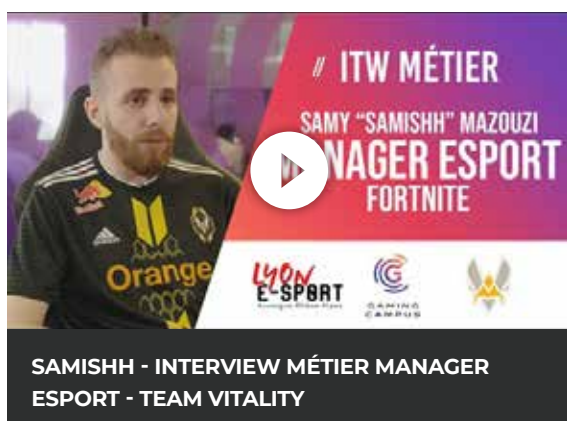 // ITW MÉTIER
SAMY "SAMISHH" MAZOUZI
MANAGER ESPORT
FORTNITE
Orange
LYON
E-SPORT
GAMING
CAMPUS
SAMISHH - INTERVIEW MÉTIER MANAGER
ESPORT - TEAM VITALITY